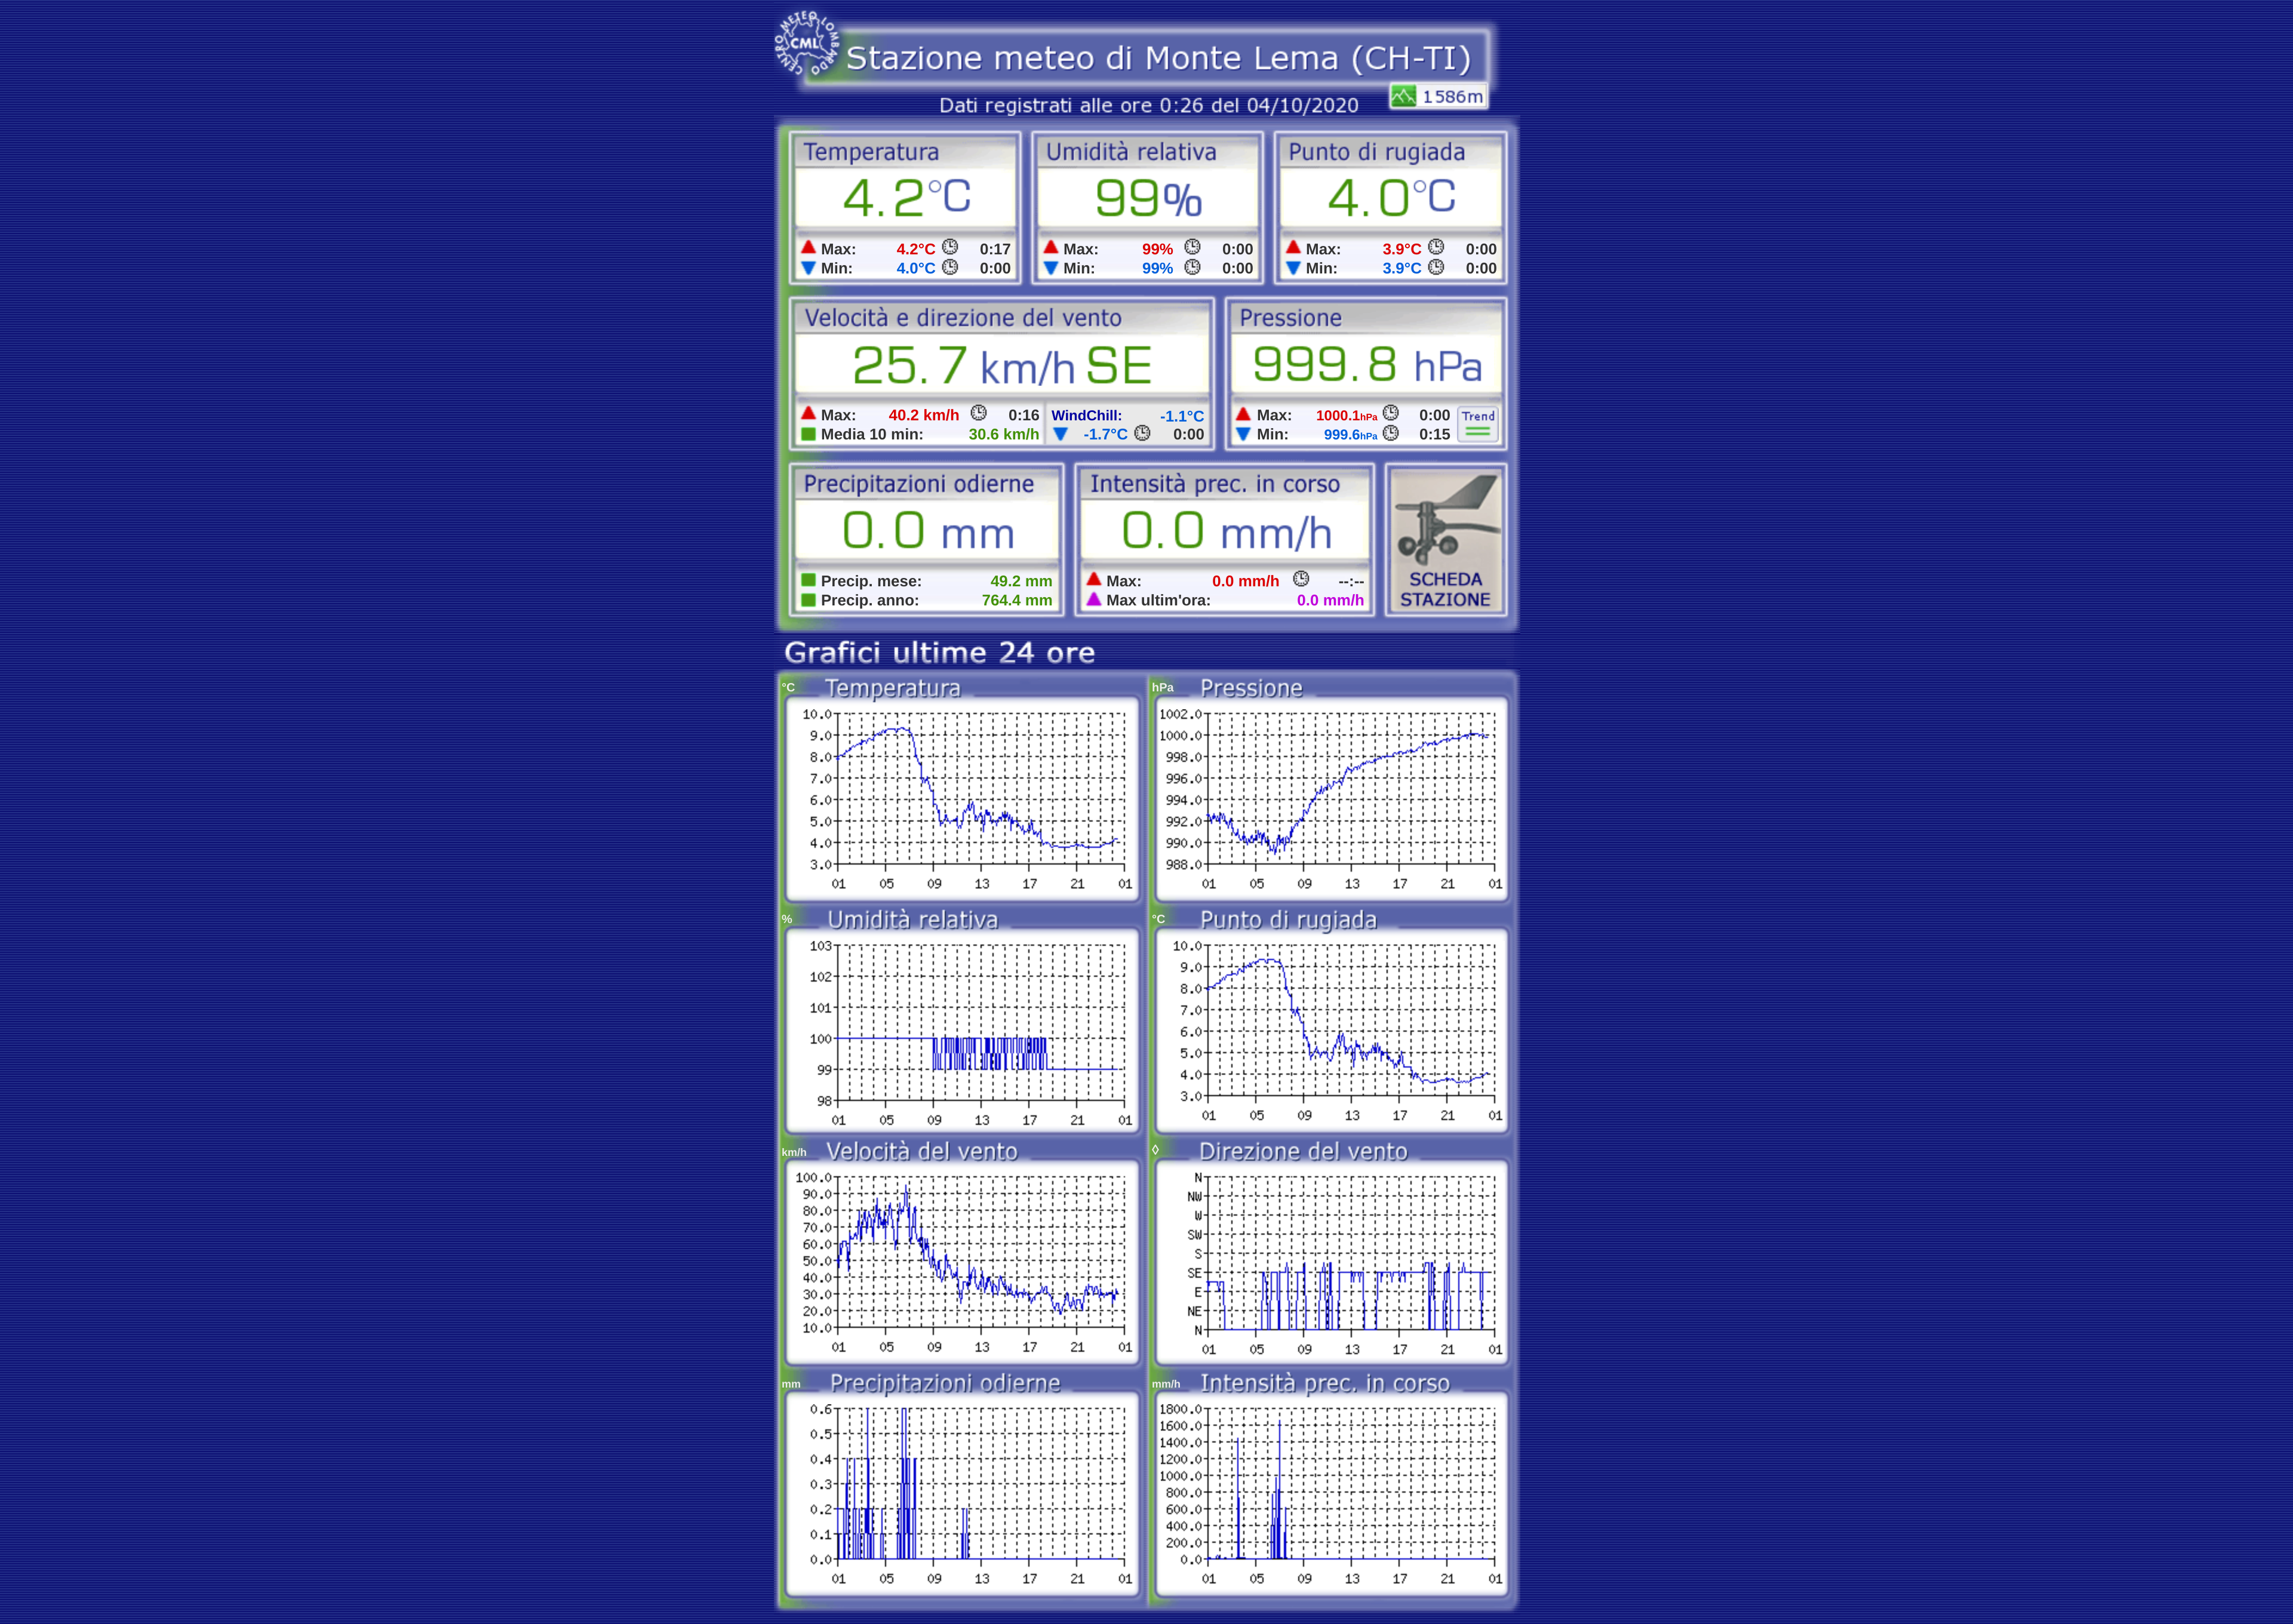 CENTRO METEO LOMBARDO
CML
Stazione meteo di Monte Lema (CH-TI)
Dati registrati alle ore 0:26 del 04/10/2020
1586m
Temperatura Umidità relativa Punto di rugiada
4.2°C 99% 4.0°C
Max: 4.2°C 0:17 Max: 99% 0:00 Max: 3.9°C 0:00
Min: 4.0°C 0:00 Min: 99% 0:00 Min: 3.9°C 0:00
Velocità e direzione del vento Pressione
25.7 km/h SE 999.8 hPa
Max: 40.2 km/h 0:16 WindChill: -1.1°C Max: 1000.1hPa 0:00 Trend
Media 10 min: 30.6 km/h -1.7°C 0:00 Min: 999.6hPa 0:15
Precipitazioni odierne Intensità prec. in corso
0.0 mm 0.0 mm/h
Precip. mese: 49.2 mm Max: 0.0 mm/h --:-- SCHEDA
Precip. anno: 764.4 mm Max ultim'ora: 0.0 mm/h STAZIONE
Grafici ultime 24 ore
°C Temperatura
10.0
9.0
8.0
7.0
6.0
5.0
4.0
3.0
01 05 09 13 17 21 01
hPa Pressione
1002.0
1000.0
998.0
996.0
994.0
992.0
990.0
988.0
01 05 09 13 17 21 01
% Umidità relativa
103
102
101
100
99
98
01 05 09 13 17 21 01
°C Punto di rugiada
10.0
9.0
8.0
7.0
6.0
5.0
4.0
3.0
01 05 09 13 17 21 01
km/h Velocità del vento
100.0
90.0
80.0
70.0
60.0
50.0
40.0
30.0
20.0
10.0
01 05 09 13 17 21 01
◊ Direzione del vento
N
NW
W
SW
S
SE
E
NE
N
01 05 09 13 17 21 01
mm Precipitazioni odierne
0.6
0.5
0.4
0.3
0.2
0.1
0.0
01 05 09 13 17 21 01
mm/h Intensità prec. in corso
1800.0
1600.0
1400.0
1200.0
1000.0
800.0
600.0
400.0
200.0
0.0
01 05 09 13 17 21 01